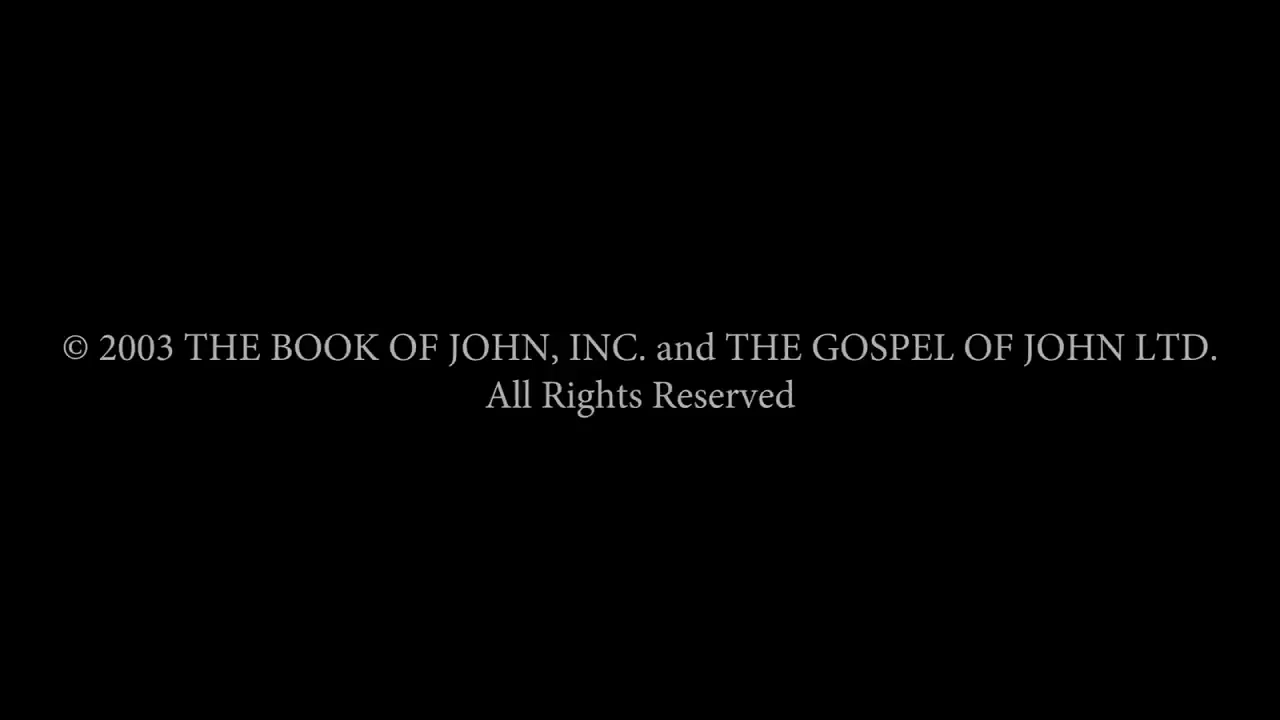 © 2003 THE BOOK OF JOHN, INC. and THE GOSPEL OF JOHN LTD.
All Rights Reserved